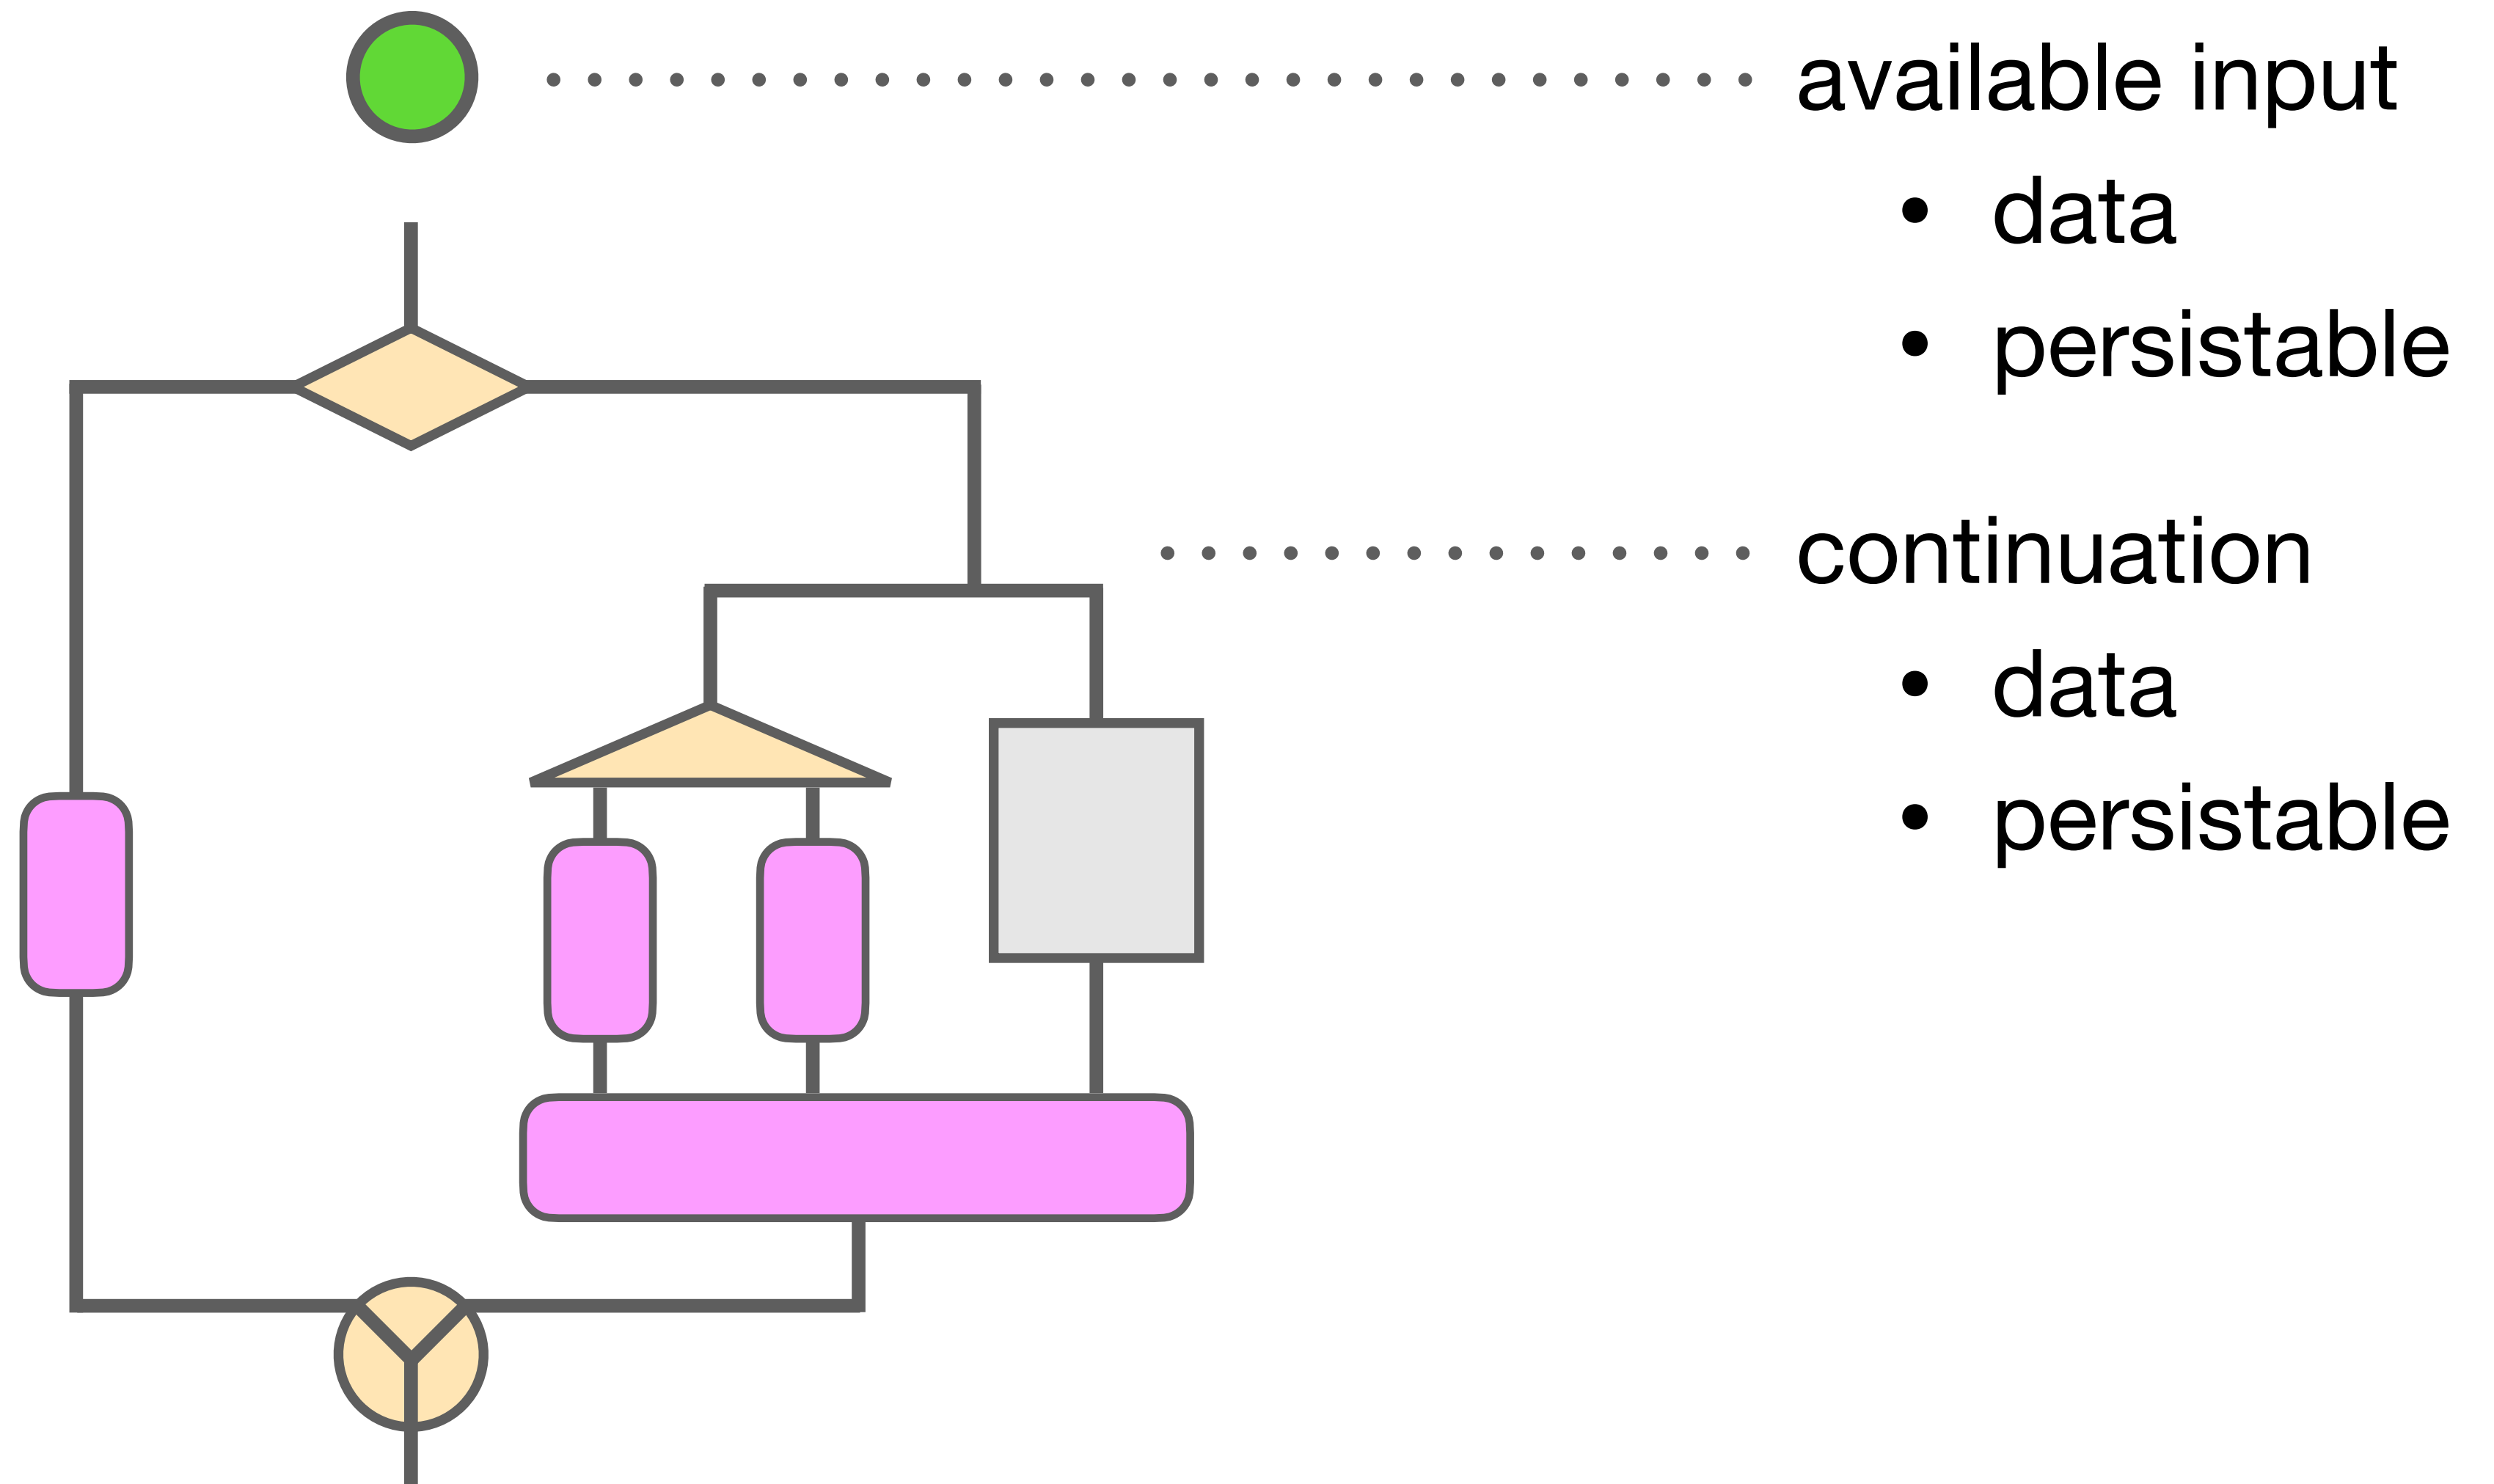 available input
• data
• persistable
continuation
• data
• persistable